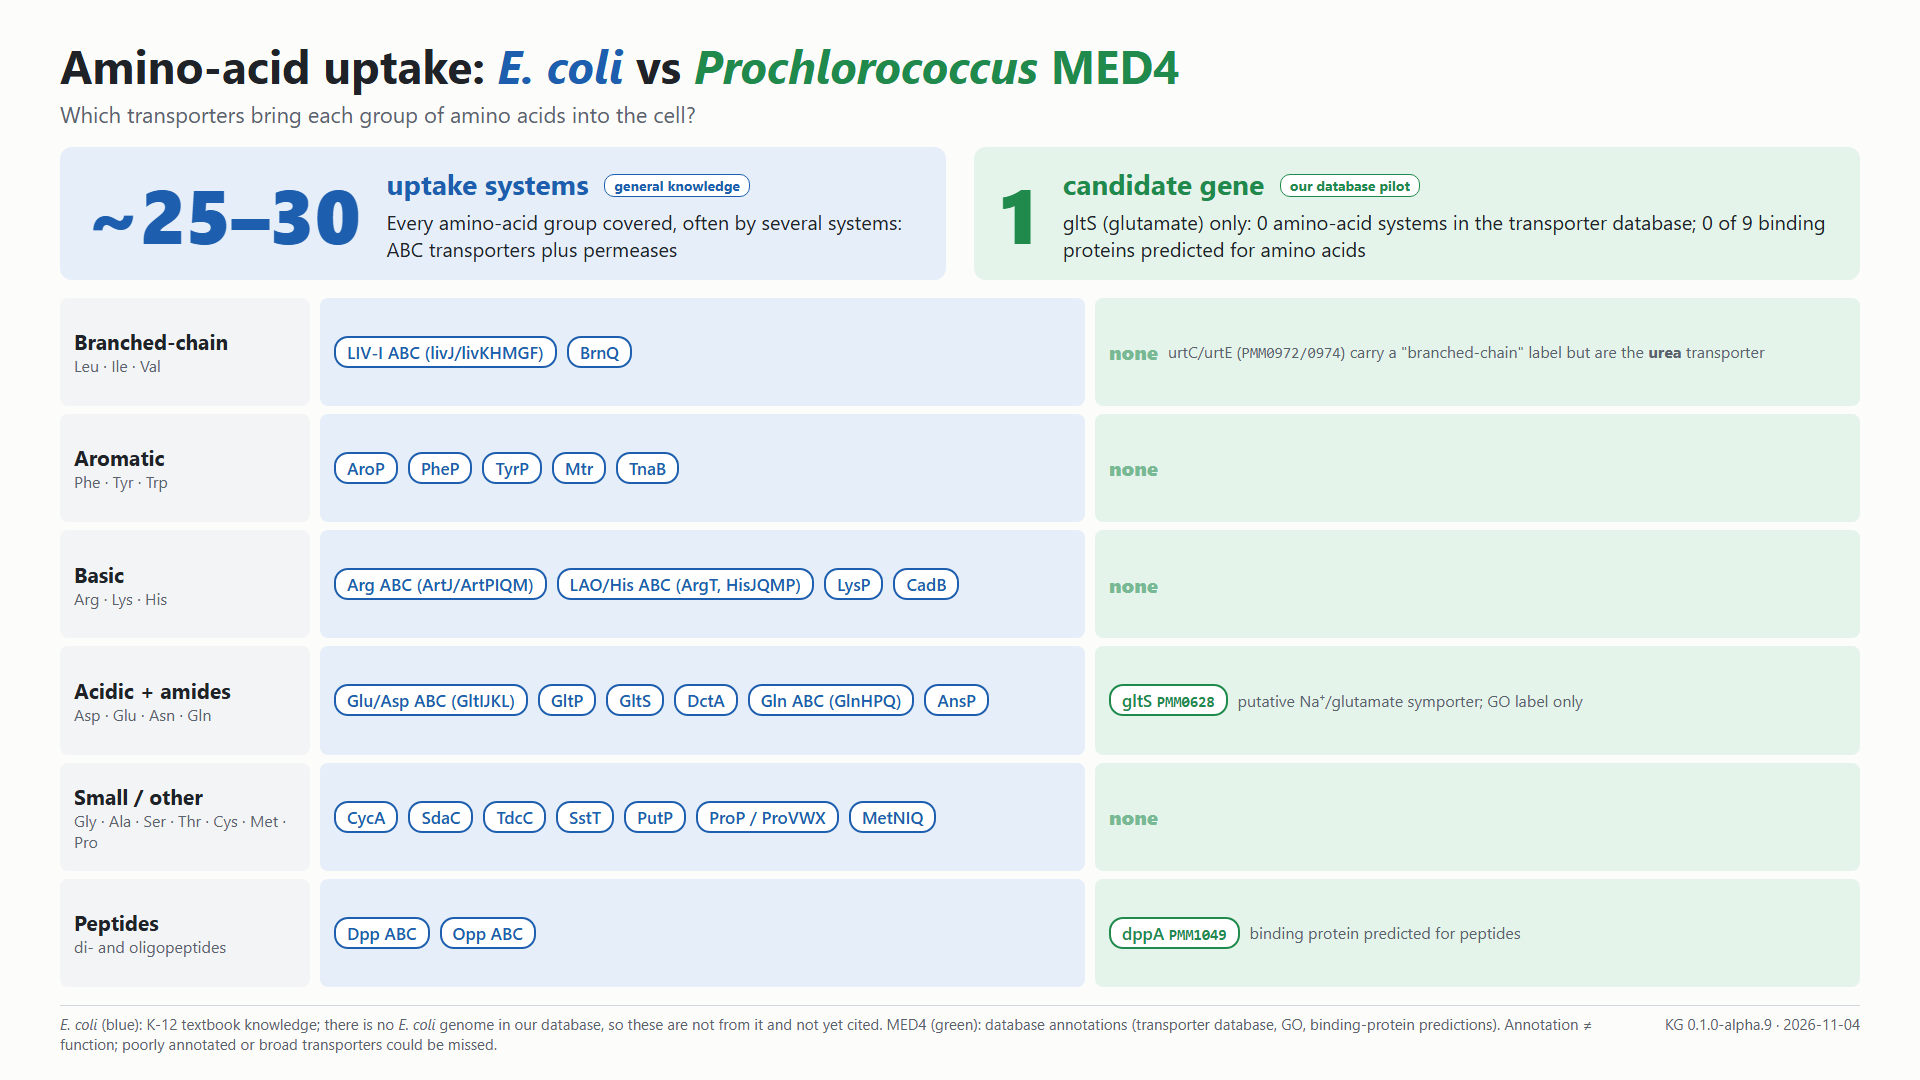 Amino-acid uptake: E. coli vs Prochlorococcus MED4
Which transporters bring each group of amino acids into the cell?
~25–30
uptake systems general knowledge
Every amino-acid group covered, often by several systems:
ABC transporters plus permeases
1
candidate gene our database pilot
gltS (glutamate) only: 0 amino-acid systems in the transporter database; 0 of 9 binding
proteins predicted for amino acids
Branched-chain
Leu · Ile · Val
LIV-I ABC (livJ/livKHMGF) BrnQ
none urtC/urtE (PMM0972/0974) carry a "branched-chain" label but are the urea transporter
Aromatic
Phe · Tyr · Trp
AroP PheP TyrP Mtr TnaB
none
Basic
Arg · Lys · His
Arg ABC (ArtJ/ArtPIQM) LAO/His ABC (ArgT, HisJQMP) LysP CadB
none
Acidic + amides
Asp · Glu · Asn · Gln
Glu/Asp ABC (GltIJKL) GltP GltS DctA Gln ABC (GlnHPQ) AnsP
gltS PMM0628 putative Na⁺/glutamate symporter; GO label only
Small / other
Gly · Ala · Ser · Thr · Cys · Met ·
Pro
CycA SdaC TdcC SstT PutP ProP / ProVWX MetNIQ
none
Peptides
di- and oligopeptides
Dpp ABC Opp ABC
dppA PMM1049 binding protein predicted for peptides
E. coli (blue): K-12 textbook knowledge; there is no E. coli genome in our database, so these are not from it and not yet cited. MED4 (green): database annotations (transporter database, GO, binding-protein predictions). Annotation ≠
function; poorly annotated or broad transporters could be missed.
KG 0.1.0-alpha.9 · 2026-11-04